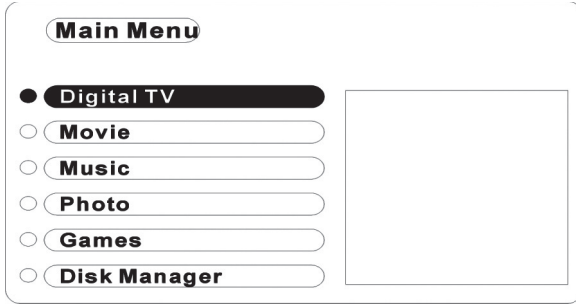 Main Menu
Digital TV
Movie
Music
Photo
Games
Disk Manager